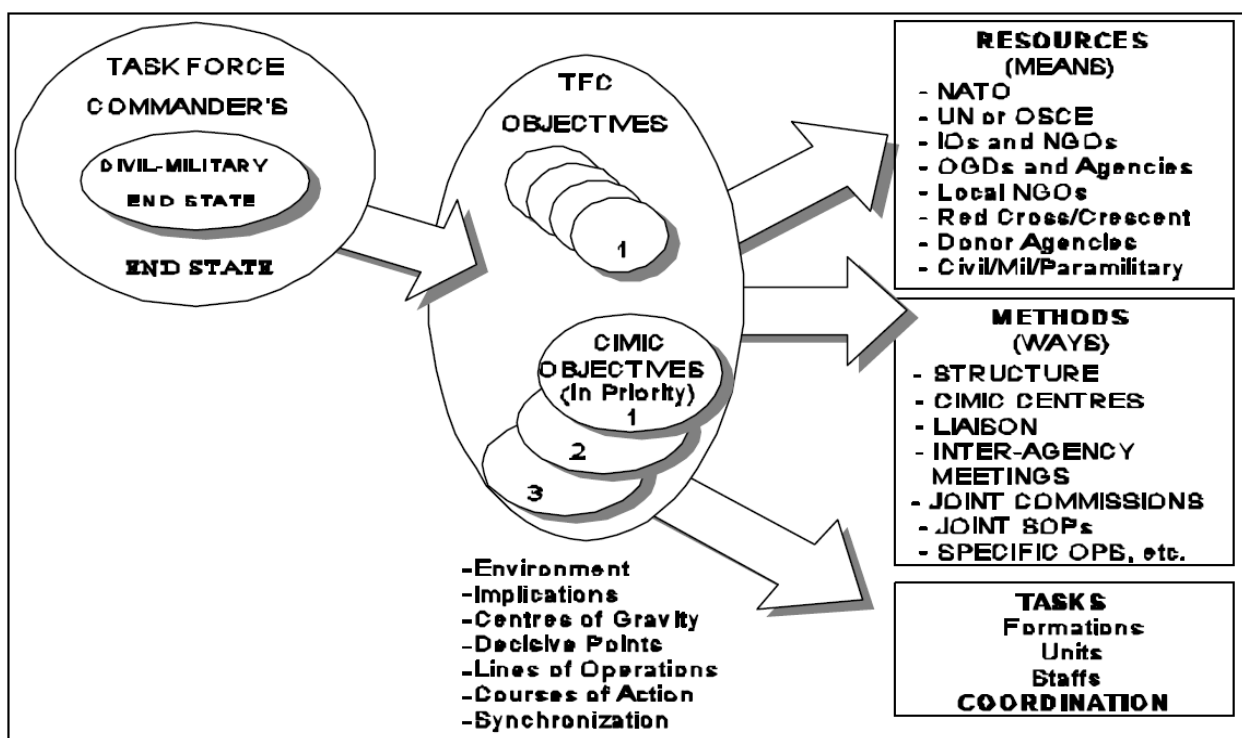 TASK FORCE
COMMANDER'S
CIVIL-MILITARY
END STATE
END STATE
TFC
OBJECTIVES
1
CIMIC
OBJECTIVES
(In Priority)
1
2
3
-Environment
-Implications
-Centres of Gravity
-Decisive Points
-Lines of Operations
-Courses of Action
-Synchronization
RESOURCES
(MEANS)
- NATO
- UN or OSCE
- IOs and NGOs
- OGDs and Agencies
- Local NGOs
- Red Cross/Crescent
- Donor Agencies
- Civil/Mil/Paramilitary
METHODS
(WAYS)
- STRUCTURE
- CIMIC CENTRES
- LIAISON
- INTER-AGENCY
MEETINGS
- JOINT COMMISSIONS
- JOINT SOPs
- SPECIFIC OPS, etc.
TASKS
Formations
Units
Staffs
COORDINATION